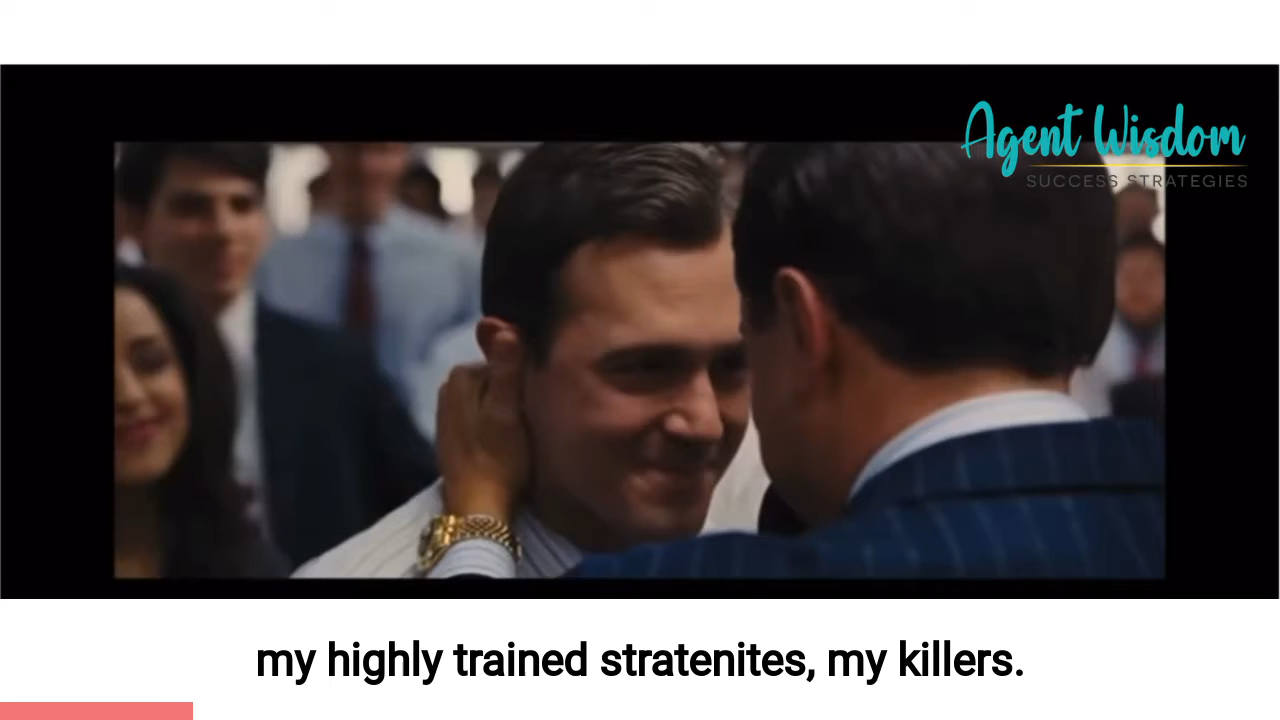 Agent Wisdom
SUCCESS STRATEGIES
my highly trained stratenites, my killers.